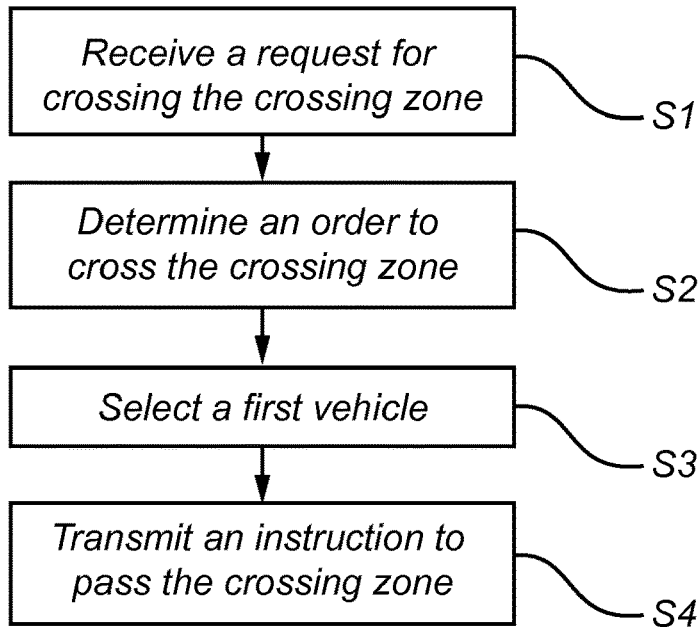 Receive a request for
crossing the crossing zone
S1
Determine an order to
cross the crossing zone
S2
Select a first vehicle
S3
Transmit an instruction to
pass the crossing zone
S4